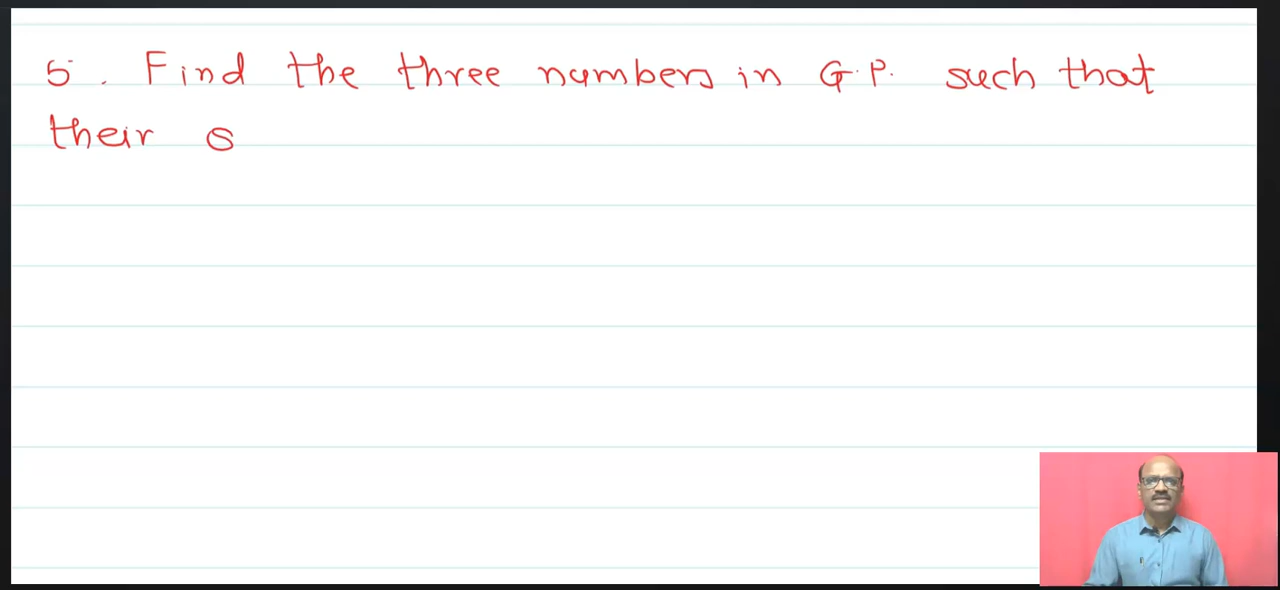 5. Find the three numbers in G.P. such that
their s